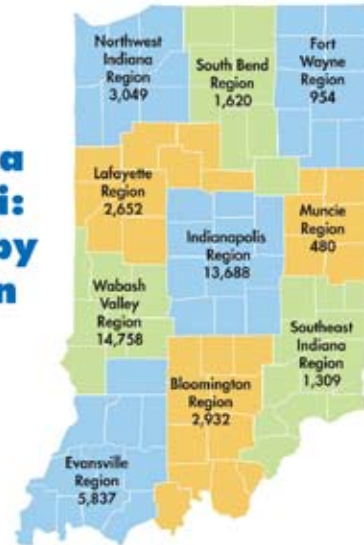 a
i:
by
n
Northwest
Indiana
Region
3,049
South Bend
Region
1,620
Fort
Wayne
Region
954
Lafayette
Region
2,652
Indianapolis
Region
13,688
Muncie
Region
480
Wabash
Valley
Region
14,758
Southeast
Indiana
Region
1,309
Bloomington
Region
2,932
Evansville
Region
5,837